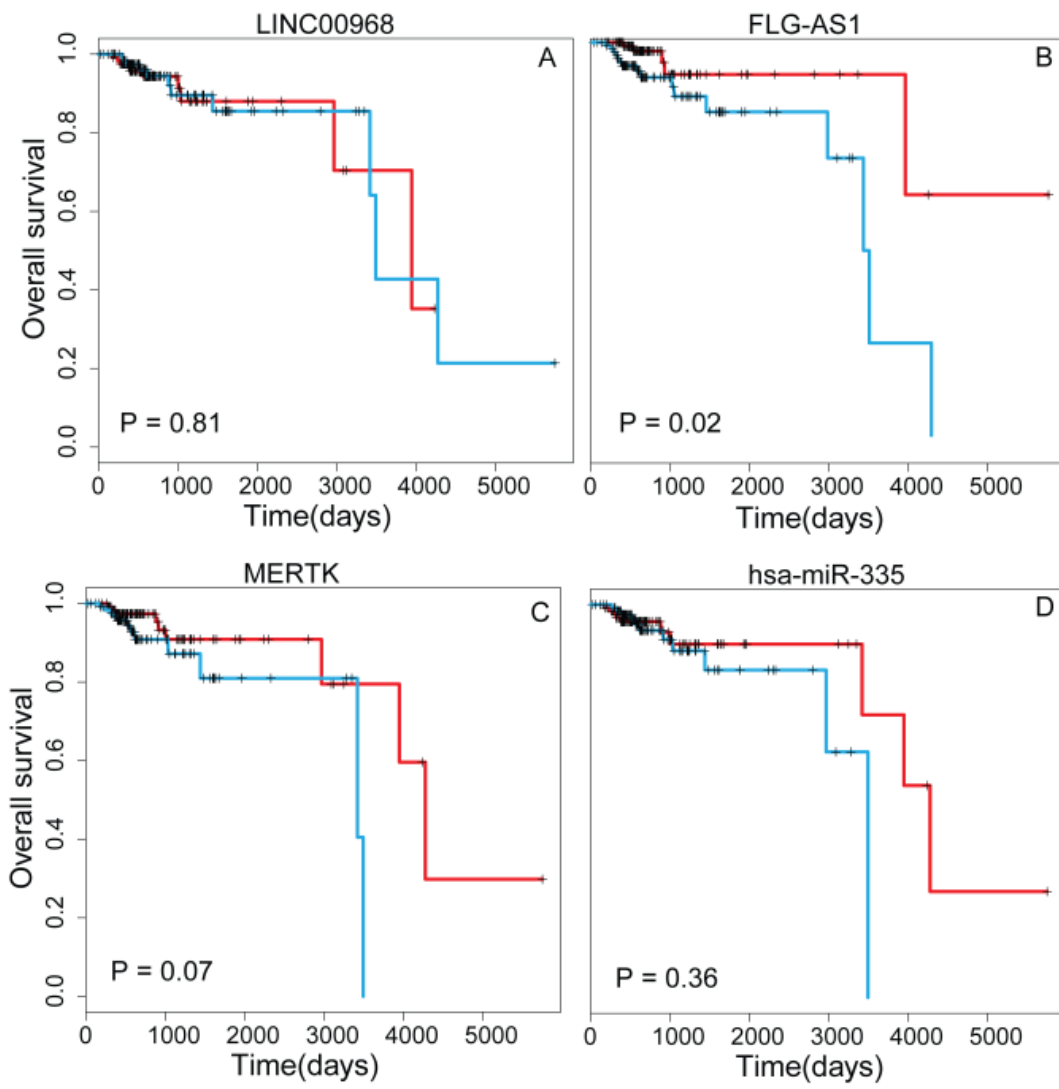 LINC00968
A
Overall survival
1.0
0.8
0.6
0.4
0.2
0.0
P = 0.81
0 1000 2000 3000 4000 5000
Time(days)
FLG-AS1
B
P = 0.02
0 1000 2000 3000 4000 5000
Time(days)
MERTK
C
Overall survival
1.0
0.8
0.6
0.4
0.2
0.0
P = 0.07
0 1000 2000 3000 4000 5000
Time(days)
hsa-miR-335
D
P = 0.36
0 1000 2000 3000 4000 5000
Time(days)